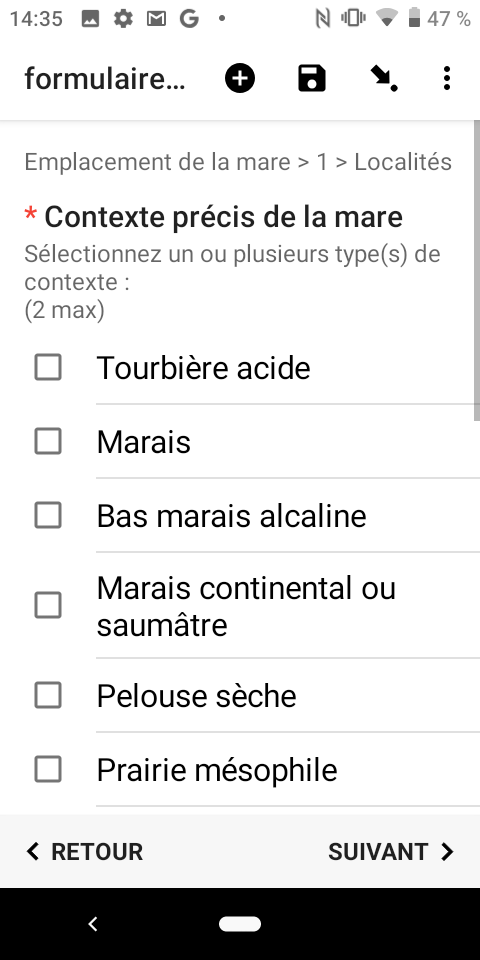 14:35
47 %
formulaire...
Emplacement de la mare > 1 > Localités
* Contexte précis de la mare
Sélectionnez un ou plusieurs type(s) de
contexte :
(2 max)
Tourbière acide
Marais
Bas marais alcaline
Marais continental ou
saumâtre
Pelouse sèche
Prairie mésophile
RETOUR
SUIVANT